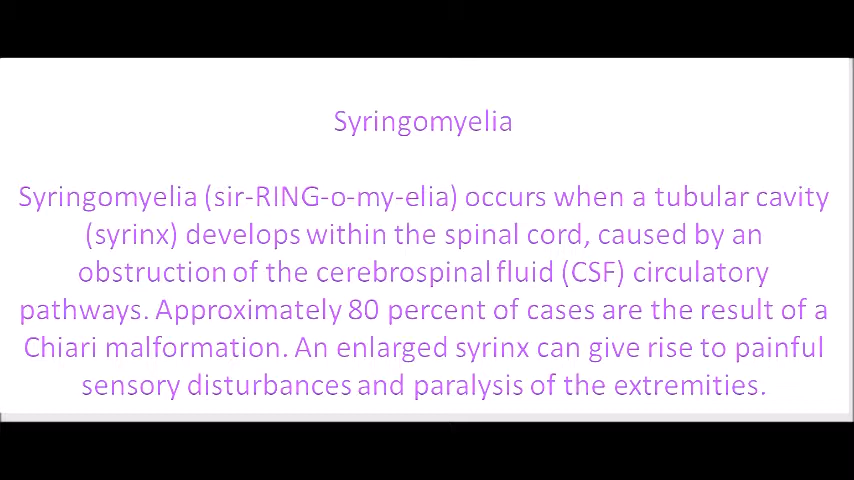 Syringomyelia
Syringomyelia (sir-RING-o-my-elia) occurs when a tubular cavity
(syrinx) develops within the spinal cord, caused by an
obstruction of the cerebrospinal fluid (CSF) circulatory
pathways. Approximately 80 percent of cases are the result of a
Chiari malformation. An enlarged syrinx can give rise to painful
sensory disturbances and paralysis of the extremities.